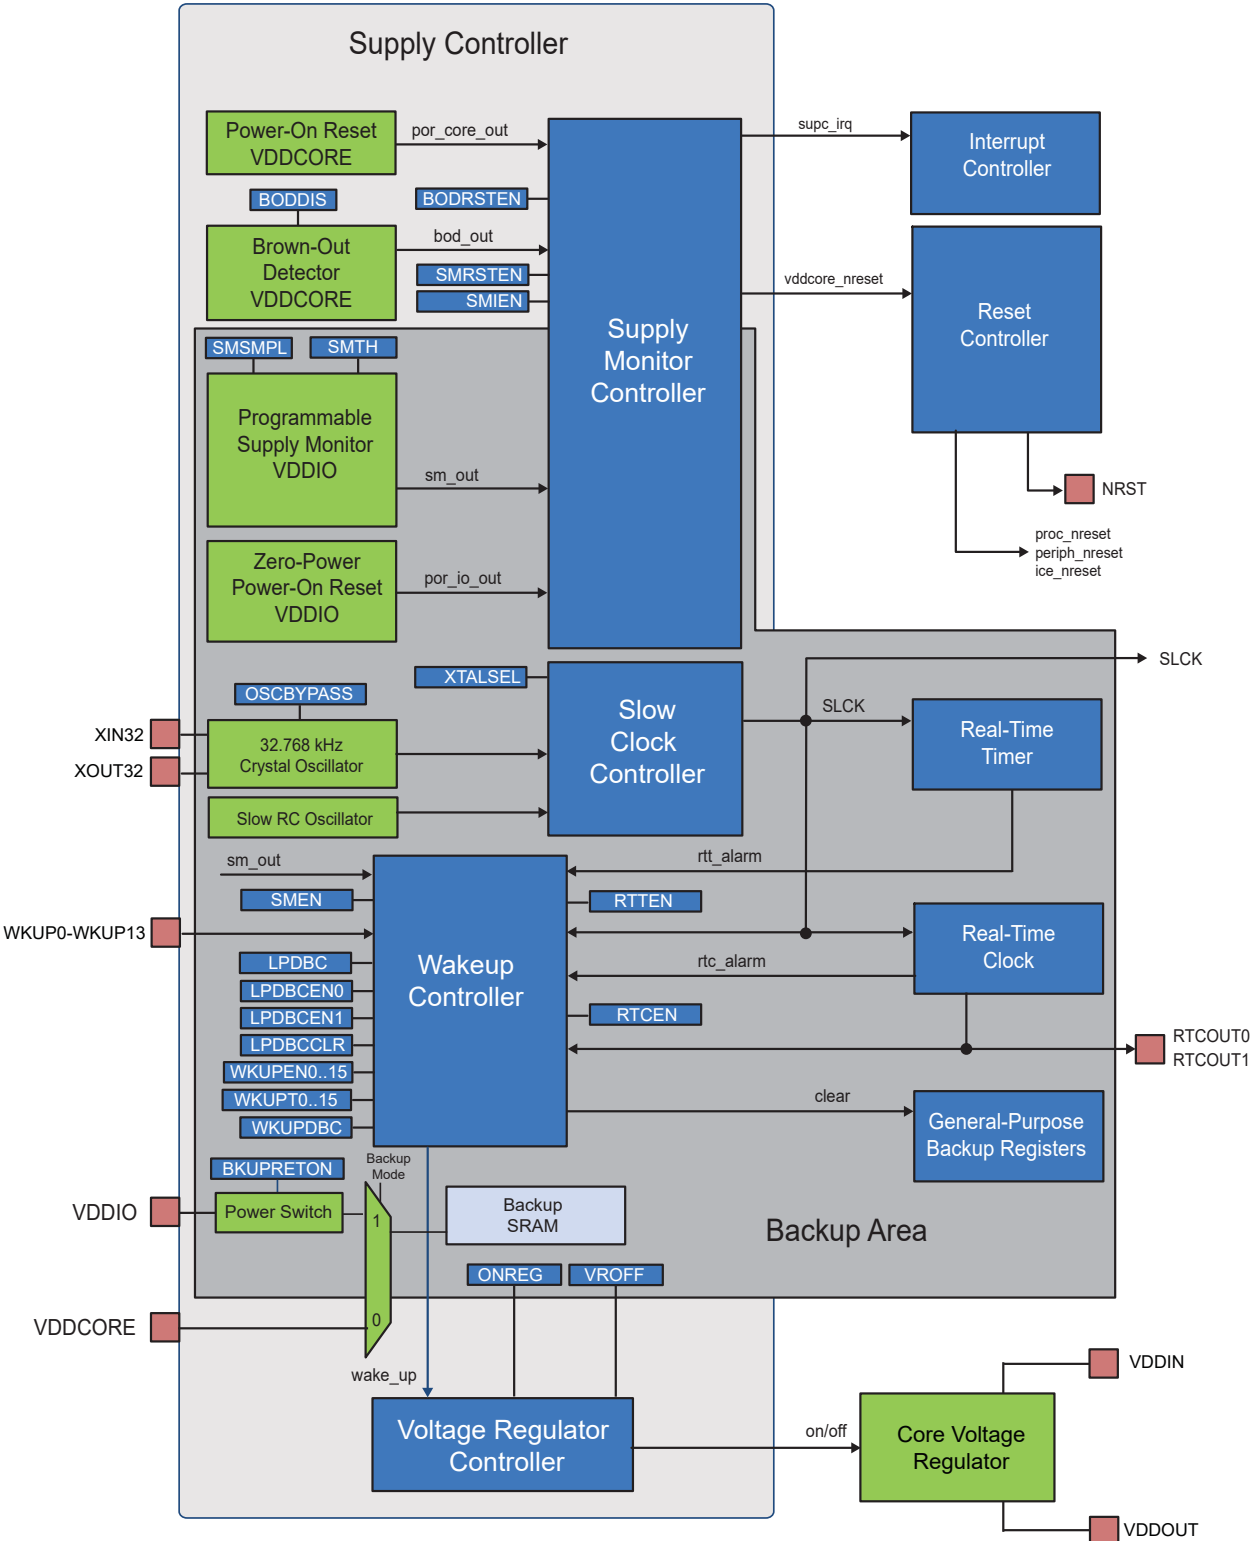 Supply Controller
Power-On Reset
VDDCORE
por_core_out
supc_irq
Interrupt
Controller
BODDIS
BODRSTEN
Brown-Out
Detector
VDDCORE
bod_out
SMRSTEN
SMIEN
vddcore_nreset
Reset
Controller
Supply
Monitor
Controller
SMSMPL
SMTH
Programmable
Supply Monitor
VDDIO
sm_out
NRST
proc_nreset
periph_nreset
ice_nreset
Zero-Power
Power-On Reset
VDDIO
por_io_out
SLCK
XTALSEL
OSCBYPASS
Slow
Clock
Controller
SLCK
Real-Time
Timer
XIN32
XOUT32
32.768 kHz
Crystal Oscillator
Slow RC Oscillator
sm_out
rtt_alarm
SMEN
RTTEN
WKUP0-WKUP13
Real-Time
Clock
Wakeup
Controller
LPDBC
rtc_alarm
LPDBCEN0
LPDBCEN1
RTCEN
LPDBCCLR
RTCOUT0
RTCOUT1
WKUPEN0..15
WKUPT0..15
clear
WKUPDBC
General-Purpose
Backup Registers
BKUPRETON
Backup
Mode
VDDIO
Power Switch
1
Backup
SRAM
Backup Area
ONREG
VROFF
VDDCORE
0
wake_up
VDDIN
Voltage Regulator
Controller
on/off
Core Voltage
Regulator
VDDOUT